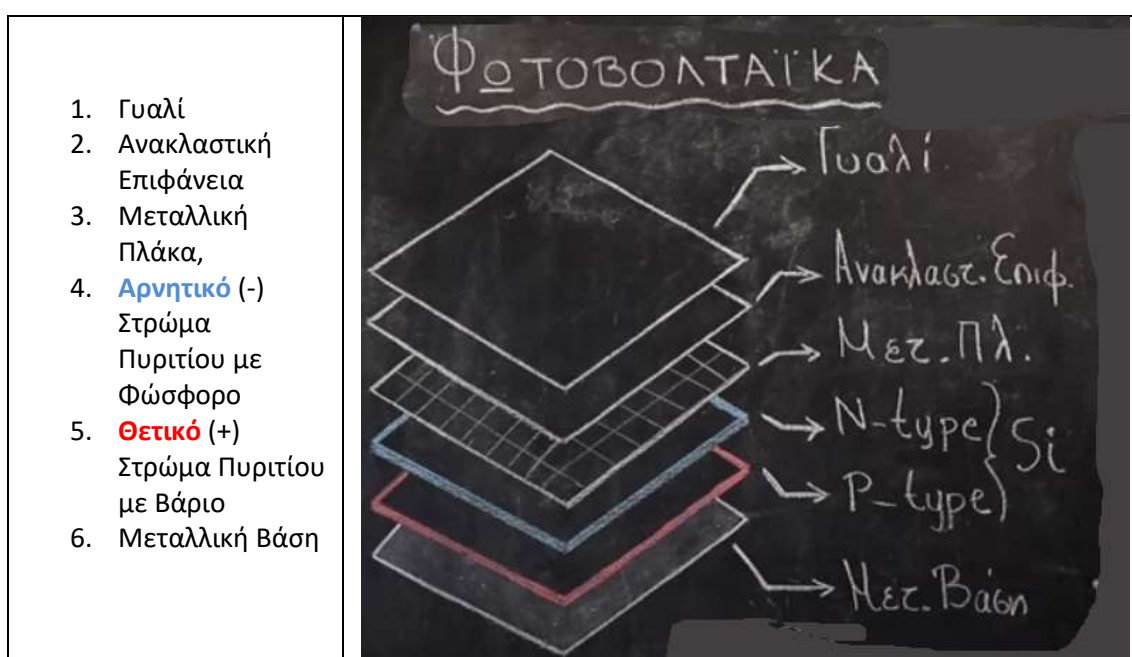 1. Γυαλί
2. Ανακλαστική
Επιφάνεια
3. Μεταλλική
Πλάκα,
4. Αρνητικό (-)
Στρώμα
Πυριτίου με
Φώσφορο
5. Θετικό (+)
Στρώμα Πυριτίου
με Βάριο
6. Μεταλλική Βάση
ΦΩΤΟΒΟΛΤΑΪΚΑ
Γυαλί
Ανακλαστ. Επιφ.
Μετ. Πλ.
N-type
Si
P-type
Μετ. Βάση